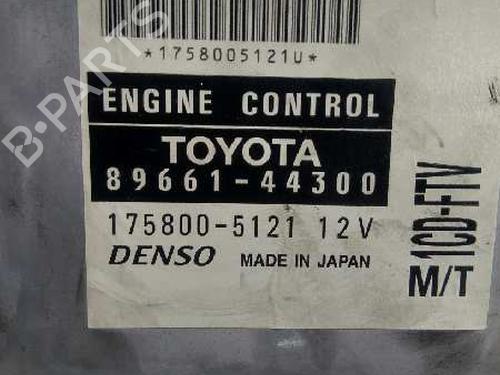 *1758005121U*
ENGINE CONTROL
TOYOTA
89661-44300
175800-5121 12V
DENSO MADE IN JAPAN
1CD-FTV
M/T
B-PARTS